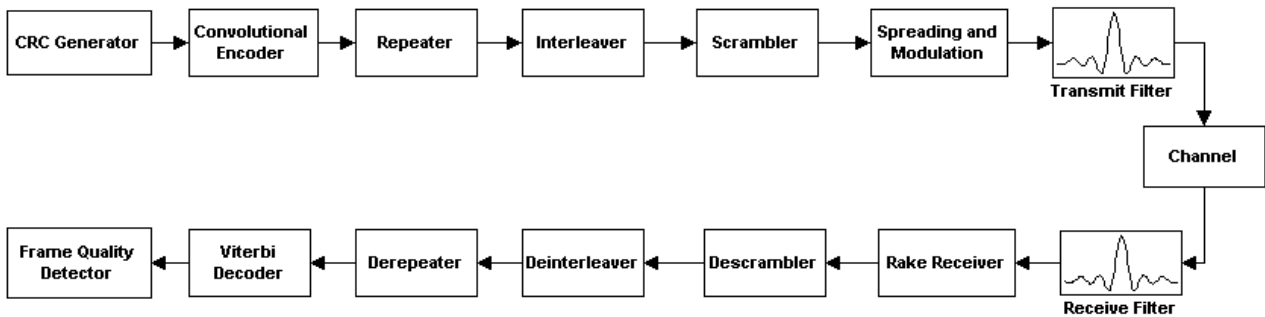 CRC Generator
Convolutional
Encoder
Repeater
Interleaver
Scrambler
Spreading and
Modulation
Transmit Filter
Channel
Frame Quality
Detector
Viterbi
Decoder
Derepeater
Deinterleaver
Descrambler
Rake Receiver
Receive Filter